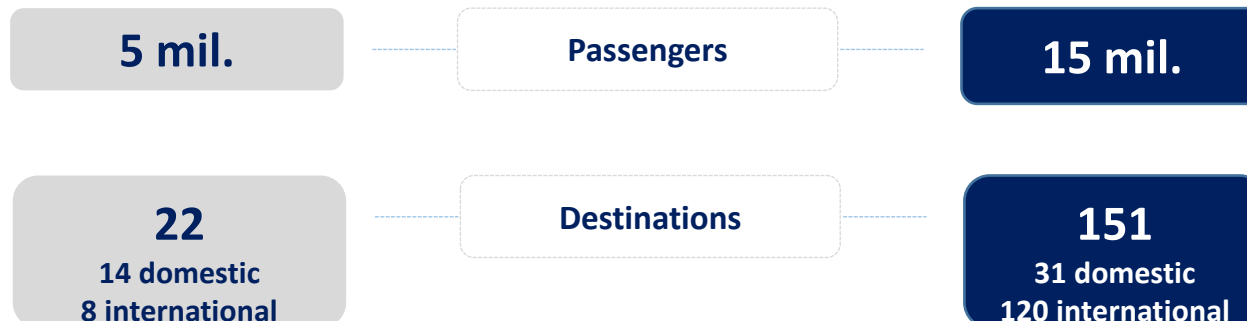 5 mil.
Passengers
15 mil.
22
14 domestic
8 international
Destinations
151
31 domestic
120 international